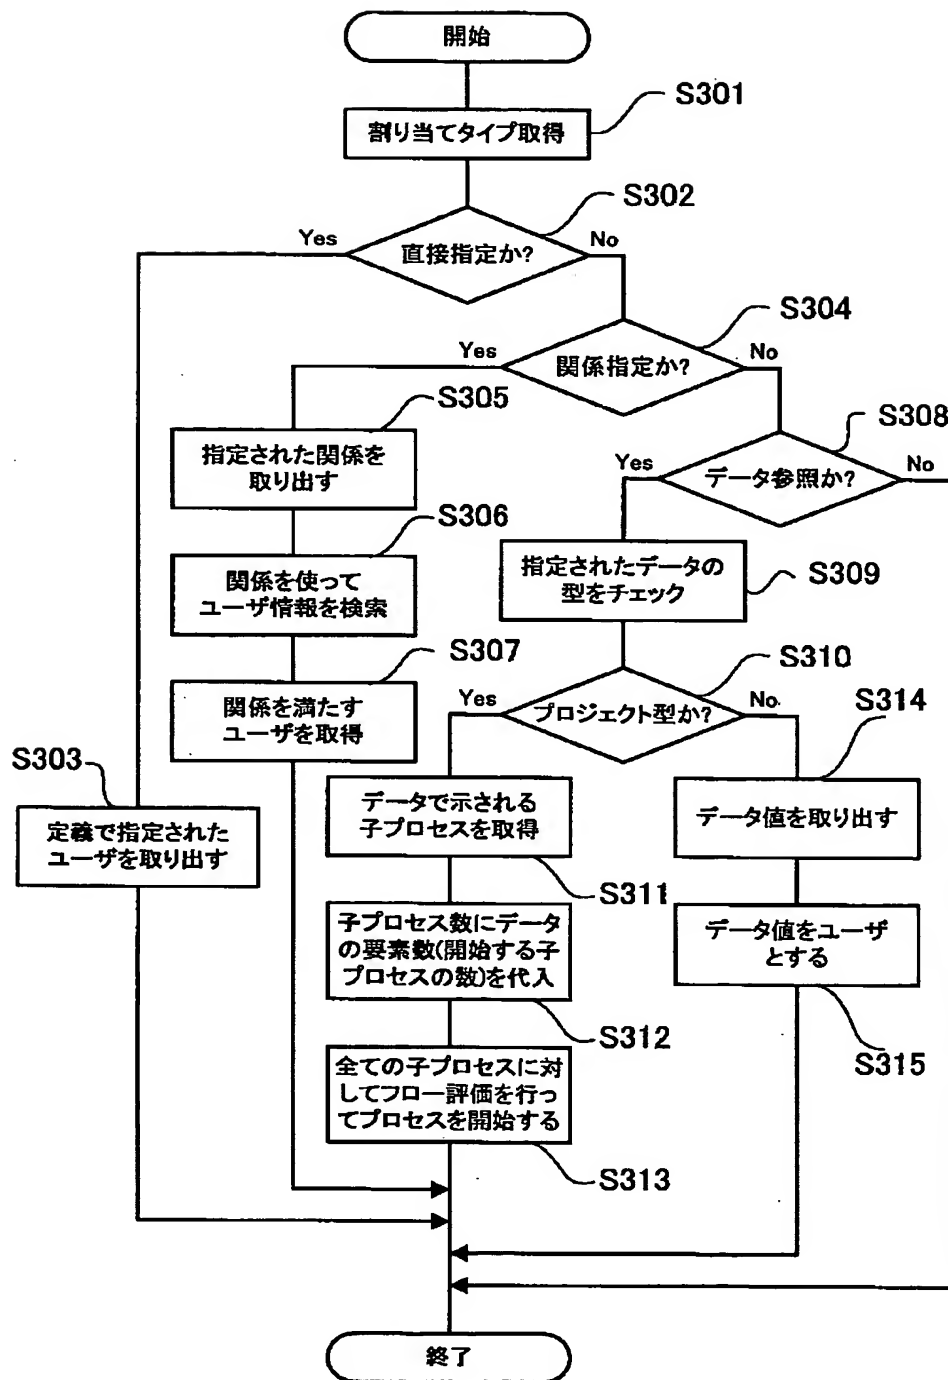 開始
S301
割り当てタイプ取得
S302
Yes
直接指定か?
No
S304
Yes
関係指定か?
No
S305
指定された関係を
取り出す
S308
Yes
データ参照か?
No
S306
関係を使って
ユーザ情報を検索
指定されたデータの
型をチェック
S309
S307
関係を満たす
ユーザを取得
S310
Yes
プロジェクト型か?
No
S314
S303
定義で指定された
ユーザを取り出す
データで示される
子プロセスを取得
データ値を取り出す
S311
子プロセス数にデータ
の要素数(開始する子
プロセスの数)を代入
データ値をユーザ
とする
S312
S315
全ての子プロセスに対
してフロー評価を行っ
てプロセスを開始する
S313
終了